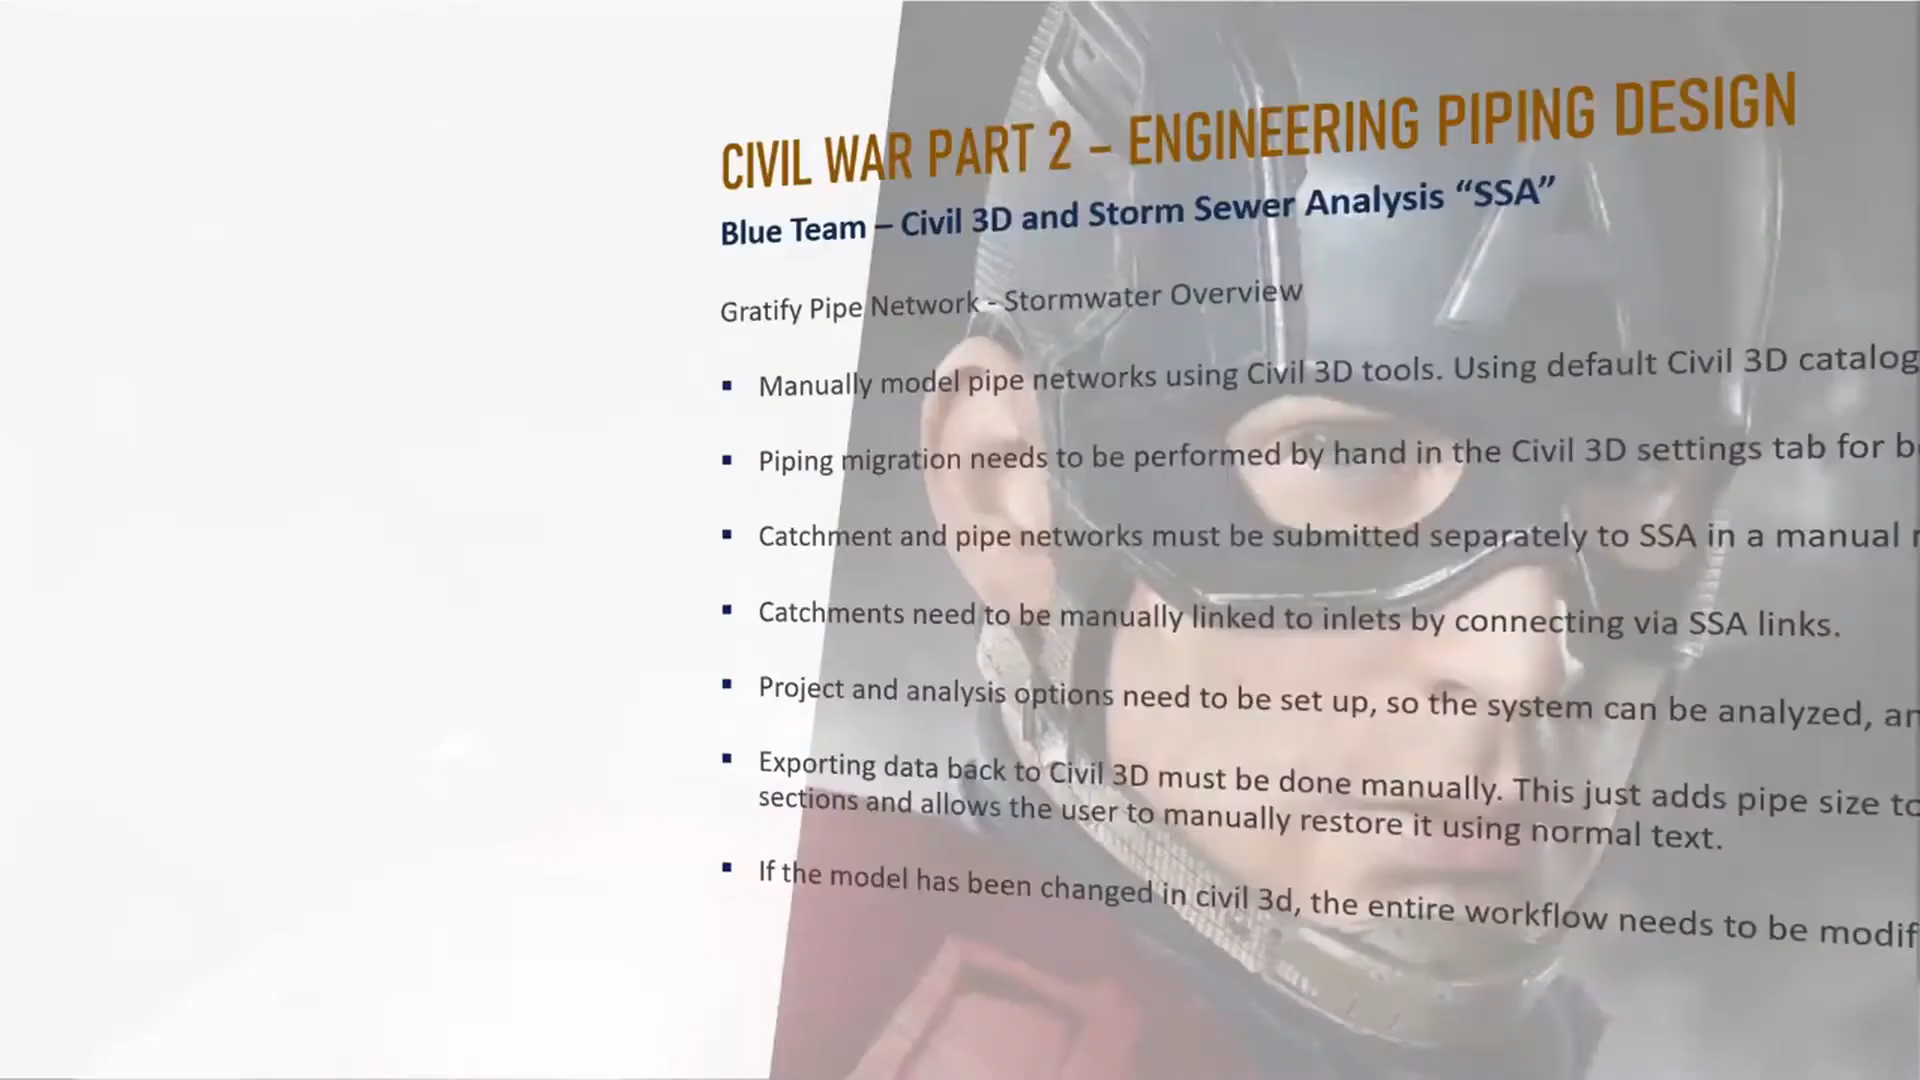 CIVIL WAR PART 2 – ENGINEERING PIPING DESIGN
Blue Team – Civil 3D and Storm Sewer Analysis “SSA”
Gratify Pipe Network - Stormwater Overview
▪ Manually model pipe networks using Civil 3D tools. Using default Civil 3D catalog
▪ Piping migration needs to be performed by hand in the Civil 3D settings tab for
▪ Catchment and pipe networks must be submitted separately to SSA in a manual
▪ Catchments need to be manually linked to inlets by connecting via SSA links.
▪ Project and analysis options need to be set up, so the system can be analyzed,
▪ Exporting data back to Civil 3D must be done manually. This just adds pipe size to
sections and allows the user to manually restore it using normal text.
▪ If the model has been changed in civil 3d, the entire workflow needs to be
A